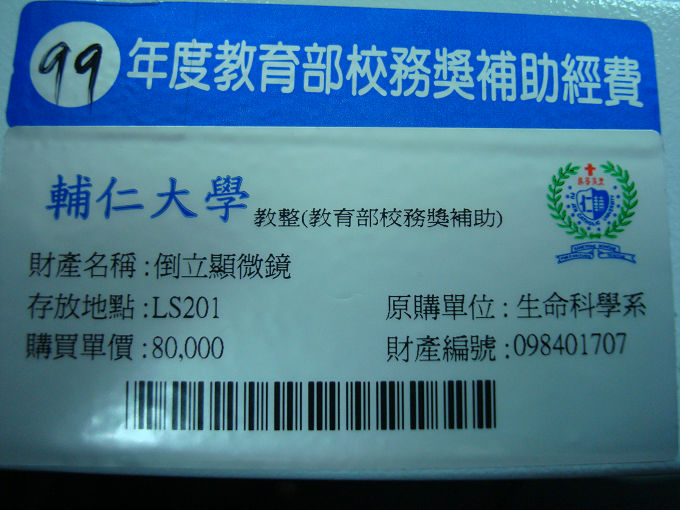 99年度教育部校務獎補助經費
輔仁大學 教整(教育部校務獎補助)
財產名稱:倒立顯微鏡
存放地點:LS201 原購單位:生命科學系
購買單價:80,000 財產編號:098401707